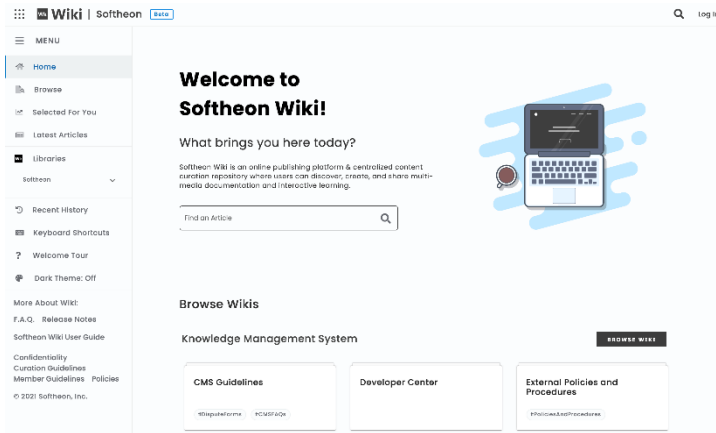 Wiki | Softheon Beta
Log i
MENU
Home
Browse
Selected For You
Latest Articles
Libraries
Softheon
Recent History
Keyboard Shortcuts
Welcome Tour
Dark Theme: Off
More About Wiki:
F.A.Q. Release Notes
Softheon Wiki User Guide
Confidentiality
Curation Guidelines
Member Guidelines Policies
© 2021 Softheon, Inc.
Welcome to
Softheon Wiki!
What brings you here today?
Softheon Wiki is an online publishing platform & centralized content
curation repository where users can discover, create, and share multi-
media documentation and interactive learning.
Find an Article
Browse Wikis
Knowledge Management System
BROWSE WIKI
CMS Guidelines
#DisputeForms #CMSFAQs
Developer Center
External Policies and
Procedures
#PoliciesAndProcedures